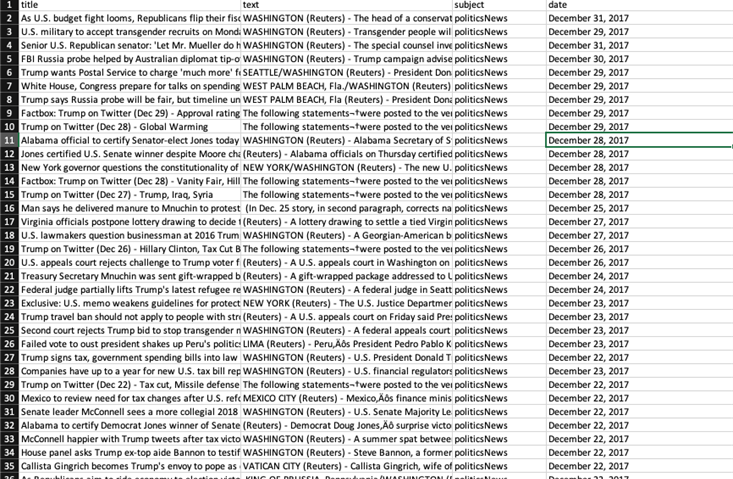 1 title text subject date
2 As U.S. budget fight looms, Republicans flip their fisc WASHINGTON (Reuters) - The head of a conservat politicsNews December 31, 2017
3 U.S. military to accept transgender recruits on Monda WASHINGTON (Reuters) - Transgender people will politicsNews December 29, 2017
4 Senior U.S. Republican senator: 'Let Mr. Mueller do h WASHINGTON (Reuters) - The special counsel inve politicsNews December 31, 2017
5 FBI Russia probe helped by Australian diplomat tip-o WASHINGTON (Reuters) - Trump campaign advise politicsNews December 30, 2017
6 Trump wants Postal Service to charge 'much more' f SEATTLE/WASHINGTON (Reuters) - President Don politicsNews December 29, 2017
7 White House, Congress prepare for talks on spending WEST PALM BEACH, Fla./WASHINGTON (Reuters) politicsNews December 29, 2017
8 Trump says Russia probe will be fair, but timeline un WEST PALM BEACH, Fla (Reuters) - President Dona politicsNews December 29, 2017
9 Factbox: Trump on Twitter (Dec 29) - Approval rating The following statements¬†were posted to the ver politicsNews December 29, 2017
10 Trump on Twitter (Dec 28) - Global Warming The following statements¬†were posted to the ver politicsNews December 29, 2017
11 Alabama official to certify Senator-elect Jones today WASHINGTON (Reuters) - Alabama Secretary of S politicsNews December 28, 2017
12 Jones certified U.S. Senate winner despite Moore cha (Reuters) - Alabama officials on Thursday certified politicsNews December 28, 2017
13 New York governor questions the constitutionality of NEW YORK/WASHINGTON (Reuters) - The new U. politicsNews December 28, 2017
14 Factbox: Trump on Twitter (Dec 28) - Vanity Fair, Hill The following statements¬†were posted to the ver politicsNews December 28, 2017
15 Trump on Twitter (Dec 27) - Trump, Iraq, Syria The following statements¬†were posted to the ver politicsNews December 28, 2017
16 Man says he delivered manure to Mnuchin to protest (In Dec. 25 story, in second paragraph, corrects na politicsNews December 25, 2017
17 Virginia officials postpone lottery drawing to decide t (Reuters) - A lottery drawing to settle a tied Virgin politicsNews December 27, 2017
18 U.S. lawmakers question businessman at 2016 Trum WASHINGTON (Reuters) - A Georgian-American b politicsNews December 27, 2017
19 Trump on Twitter (Dec 26) - Hillary Clinton, Tax Cut B The following statements¬†were posted to the ver politicsNews December 26, 2017
20 U.S. appeals court rejects challenge to Trump voter f (Reuters) - A U.S. appeals court in Washington on politicsNews December 26, 2017
21 Treasury Secretary Mnuchin was sent gift-wrapped b (Reuters) - A gift-wrapped package addressed to U politicsNews December 24, 2017
22 Federal judge partially lifts Trump's latest refugee re WASHINGTON (Reuters) - A federal judge in Seatt politicsNews December 24, 2017
23 Exclusive: U.S. memo weakens guidelines for protect NEW YORK (Reuters) - The U.S. Justice Departmer politicsNews December 23, 2017
24 Trump travel ban should not apply to people with str (Reuters) - A U.S. appeals court on Friday said Pres politicsNews December 23, 2017
25 Second court rejects Trump bid to stop transgender r WASHINGTON (Reuters) - A federal appeals court politicsNews December 23, 2017
26 Failed vote to oust president shakes up Peru's politics LIMA (Reuters) - Peru‚Äôs President Pedro Pablo K politicsNews December 23, 2017
27 Trump signs tax, government spending bills into law WASHINGTON (Reuters) - U.S. President Donald T politicsNews December 22, 2017
28 Companies have up to a year for new U.S. tax bill rep WASHINGTON (Reuters) - U.S. financial regulators politicsNews December 23, 2017
29 Trump on Twitter (Dec 22) - Tax cut, Missile defense The following statements¬†were posted to the ver politicsNews December 22, 2017
30 Mexico to review need for tax changes after U.S. refo MEXICO CITY (Reuters) - Mexico‚Äôs finance minis politicsNews December 22, 2017
31 Senate leader McConnell sees a more collegial 2018 WASHINGTON (Reuters) - U.S. Senate Majority Le politicsNews December 22, 2017
32 Alabama to certify Democrat Jones winner of Senate (Reuters) - Democrat Doug Jones‚Äô surprise victo politicsNews December 22, 2017
33 McConnell happier with Trump tweets after tax victo WASHINGTON (Reuters) - A summer spat betwee politicsNews December 22, 2017
34 House panel asks Trump ex-top aide Bannon to testif WASHINGTON (Reuters) - Steve Bannon, a former politicsNews December 22, 2017
35 Callista Gingrich becomes Trump's envoy to pope as VATICAN CITY (Reuters) - Callista Gingrich, wife of politicsNews December 22, 2017